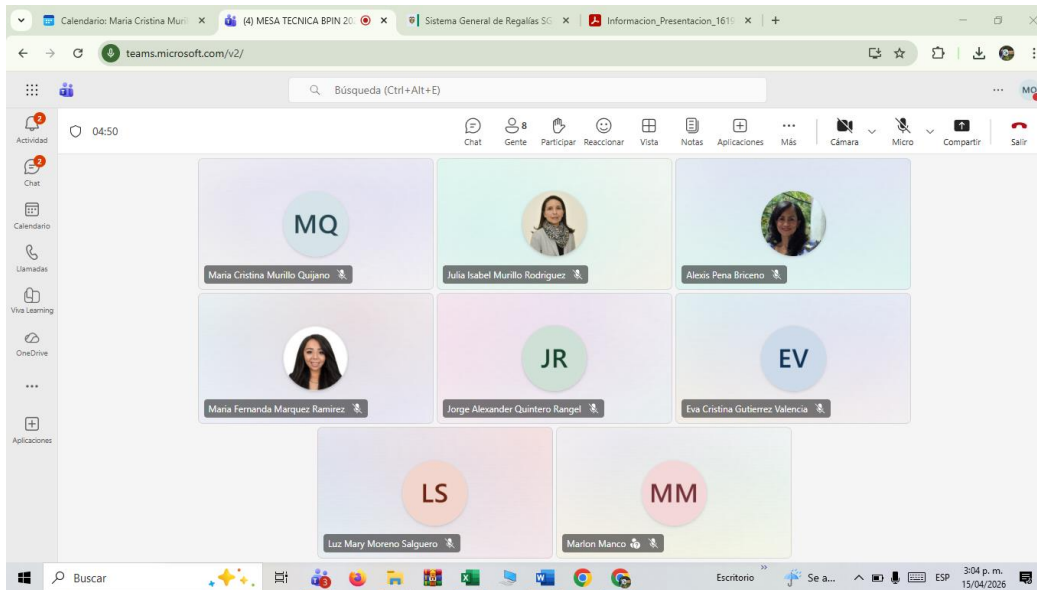 Calendario: Maria Cristina Muril
(4) MESA TECNICA BPIN 20
Sistema General de Regalías SG
Informacion_Presentacion_1619
teams.microsoft.com/v2/
Búsqueda (Ctrl+Alt+E)
MQ
2
Actividad
04:50
8
Chat
Gente
Participar
Reaccionar
Vista
Notas
Aplicaciones
Más
Cámara
Micro
Compartir
Salir
2
Chat
Calendario
Llamadas
Viva Learning
OneDrive
Aplicaciones
MQ
Maria Cristina Murillo Quijano
Julia Isabel Murillo Rodriguez
Alexis Pena Briceno
Maria Fernanda Marquez Ramirez
JR
Jorge Alexander Quintero Rangel
EV
Eva Cristina Gutierrez Valencia
LS
Luz Mary Moreno Salguero
MM
Marlon Manco
Buscar
3
Escritorio
Se a...
ESP
3:04 p. m.
15/04/2026